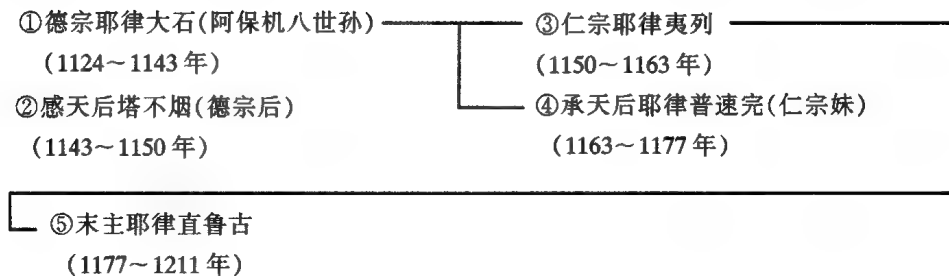 ①德宗耶律大石(阿保机八世孙)
(1124～1143年)
③仁宗耶律夷列
(1150～1163年)
②感天后塔不烟(德宗后)
(1143～1150年)
④承天后耶律普速完(仁宗妹)
(1163～1177年)
⑤末主耶律直鲁古
(1177～1211年)